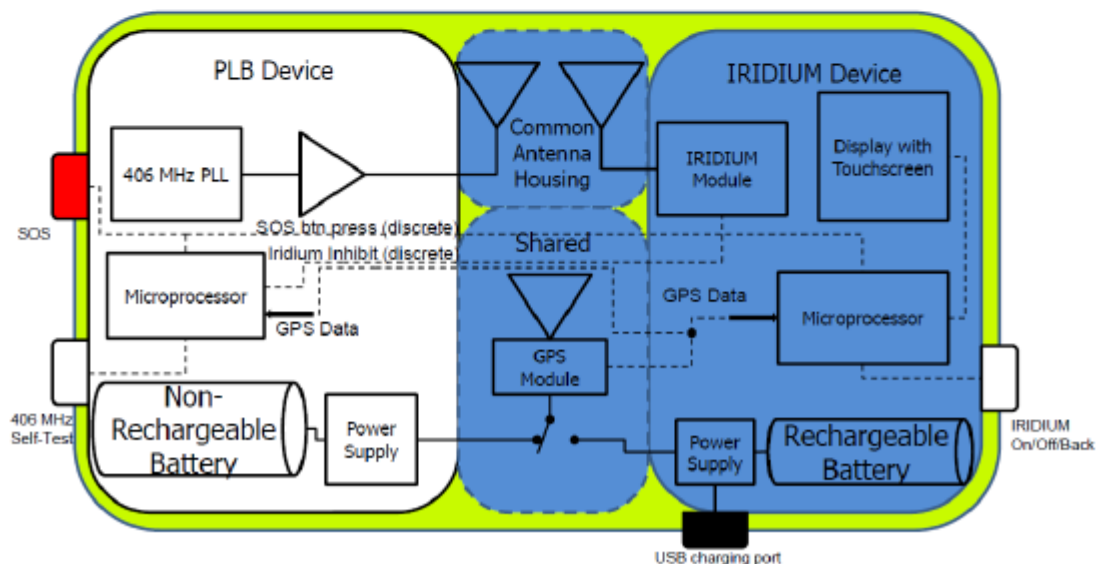 PLB Device
IRIDIUM Device
406 MHz PLL
Common
Antenna
Housing
IRIDIUM
Module
Display with
Touchscreen
SOS
SOS btn press (discrete)
Iridium Inhibit (discrete)
Shared
Microprocessor
GPS Data
GPS Data
Microprocessor
GPS
Module
406 MHz
Self-Test
Non-
Rechargeable
Battery
Power
Supply
Power
Supply
Rechargeable
Battery
IRIDIUM
On/Off/Back
USB charging port